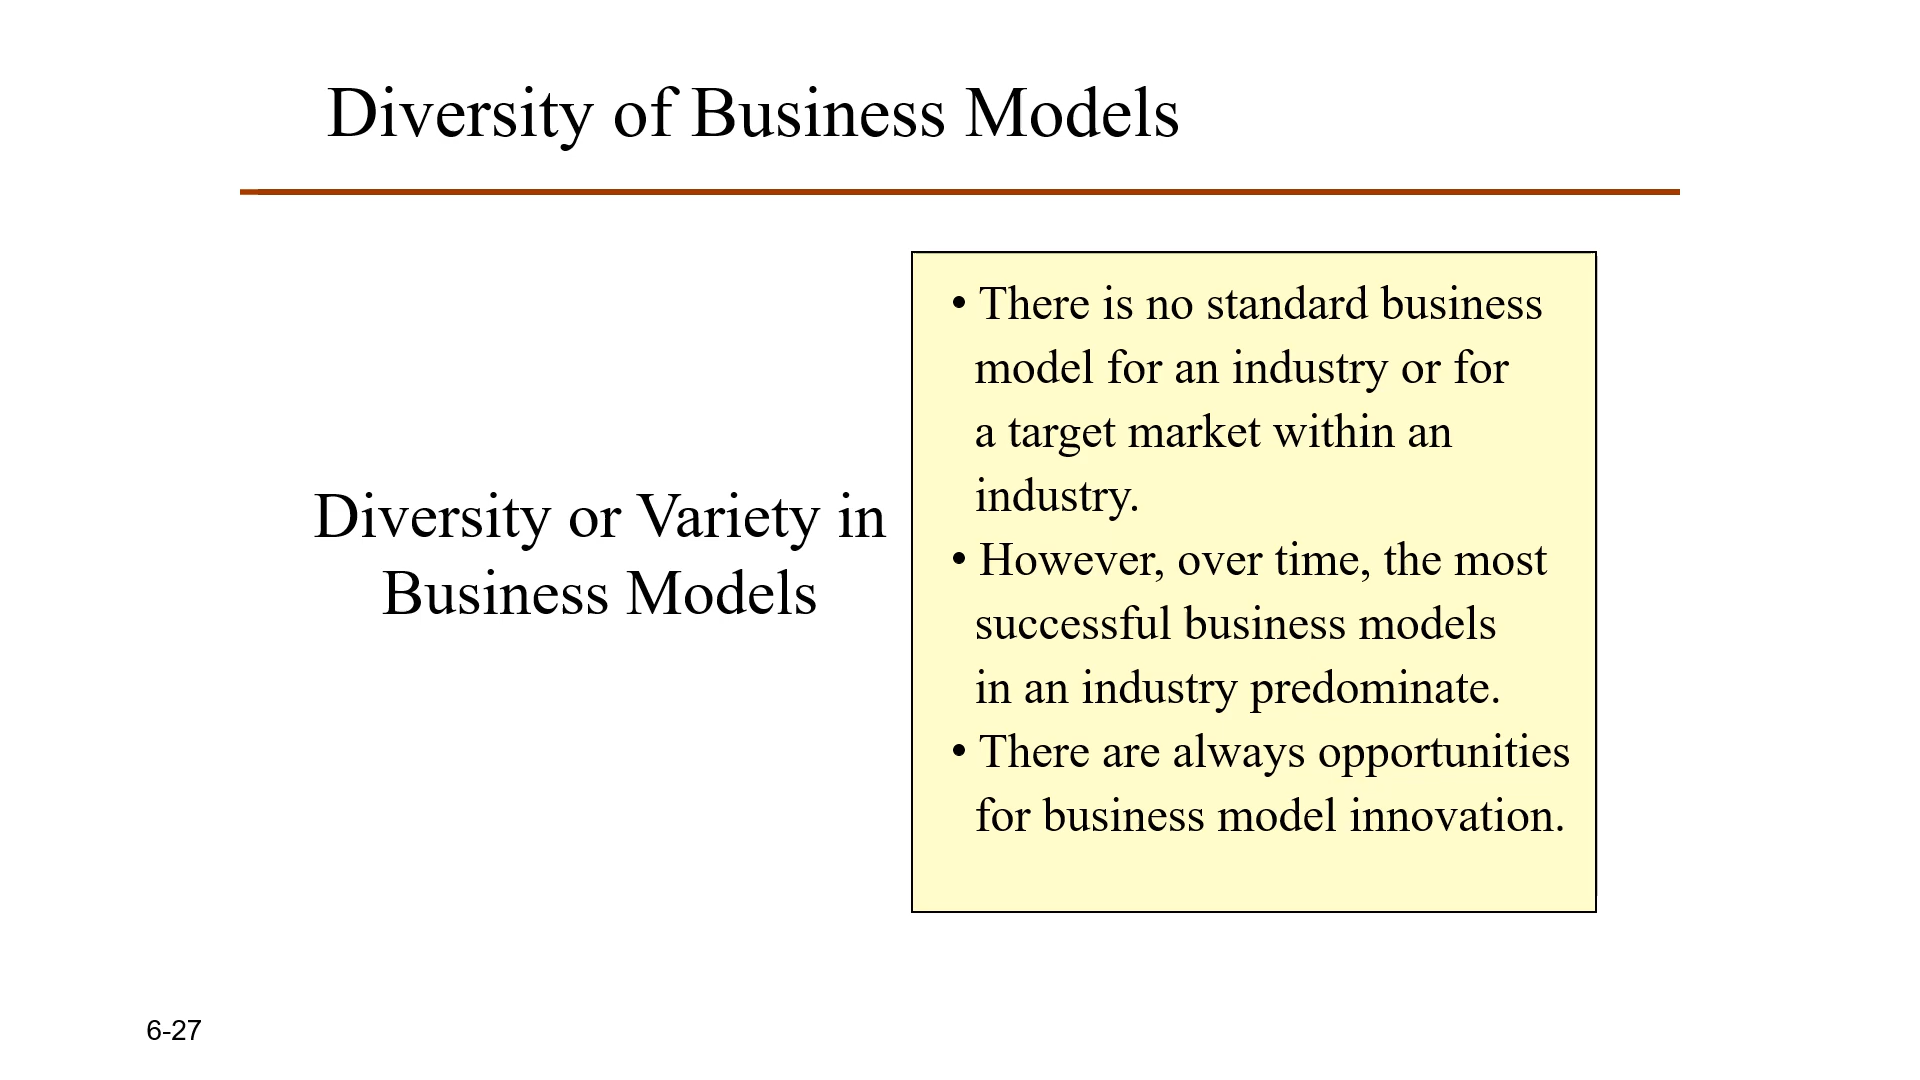 Diversity of Business Models
Diversity or Variety in
Business Models
• There is no standard business
model for an industry or for
a target market within an
industry.
• However, over time, the most
successful business models
in an industry predominate.
• There are always opportunities
for business model innovation.
6-27